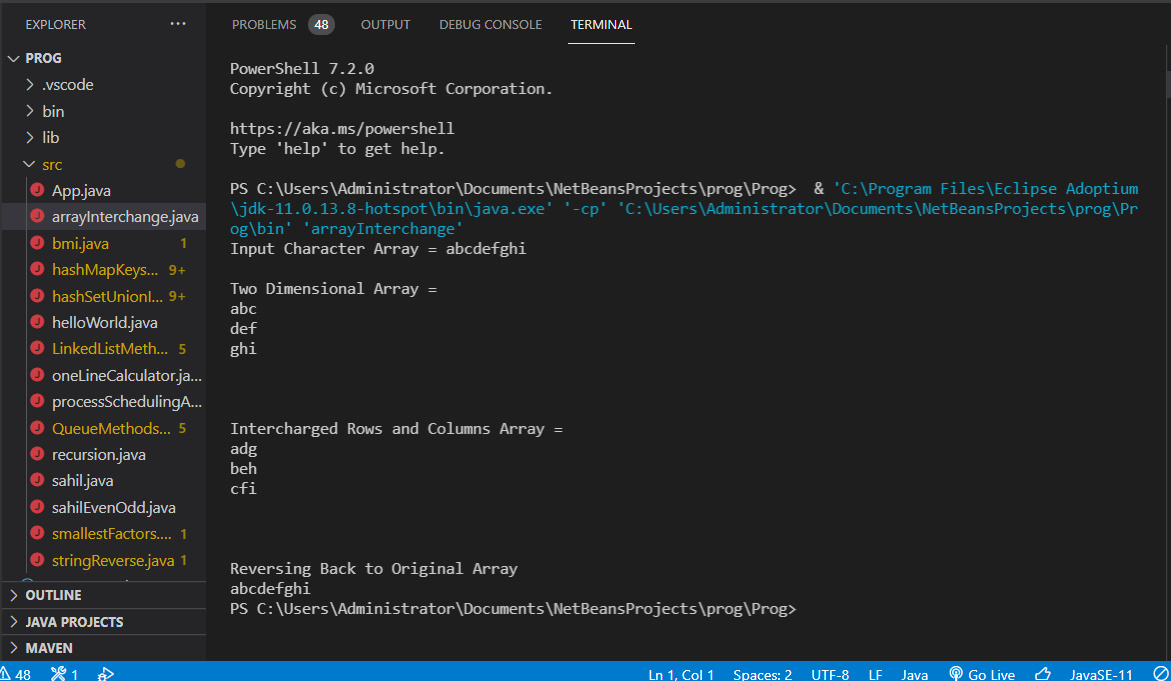 EXPLORER
PROG
.vscode
bin
lib
src
App.java
arrayInterchange.java
bmi.java 1
hashMapKeys... 9+
hashSetUnionI... 9+
helloWorld.java
LinkedListMeth... 5
oneLineCalculator.ja...
processSchedulingA...
QueueMethods... 5
recursion.java
sahil.java
sahilEvenOdd.java
smallestFactors.... 1
stringReverse.java 1
OUTLINE
JAVA PROJECTS
MAVEN
PROBLEMS 48 OUTPUT DEBUG CONSOLE TERMINAL
PowerShell 7.2.0
Copyright (c) Microsoft Corporation.
https://aka.ms/powershell
Type 'help' to get help.
PS C:\Users\Administrator\Documents\NetBeansProjects\prog\Prog>  & 'C:\Program Files\Eclipse Adoptium
\jdk-11.0.13.8-hotspot\bin\java.exe' '-cp' 'C:\Users\Administrator\Documents\NetBeansProjects\prog\Pr
og\bin' 'arrayInterchange'
Input Character Array = abcdefghi
Two Dimensional Array =
abc
def
ghi
Intercharged Rows and Columns Array =
adg
beh
cfi
Reversing Back to Original Array
abcdefghi
PS C:\Users\Administrator\Documents\NetBeansProjects\prog\Prog>
48 1 Ln 1, Col 1 Spaces: 2 UTF-8 LF Java Go Live JavaSE-11